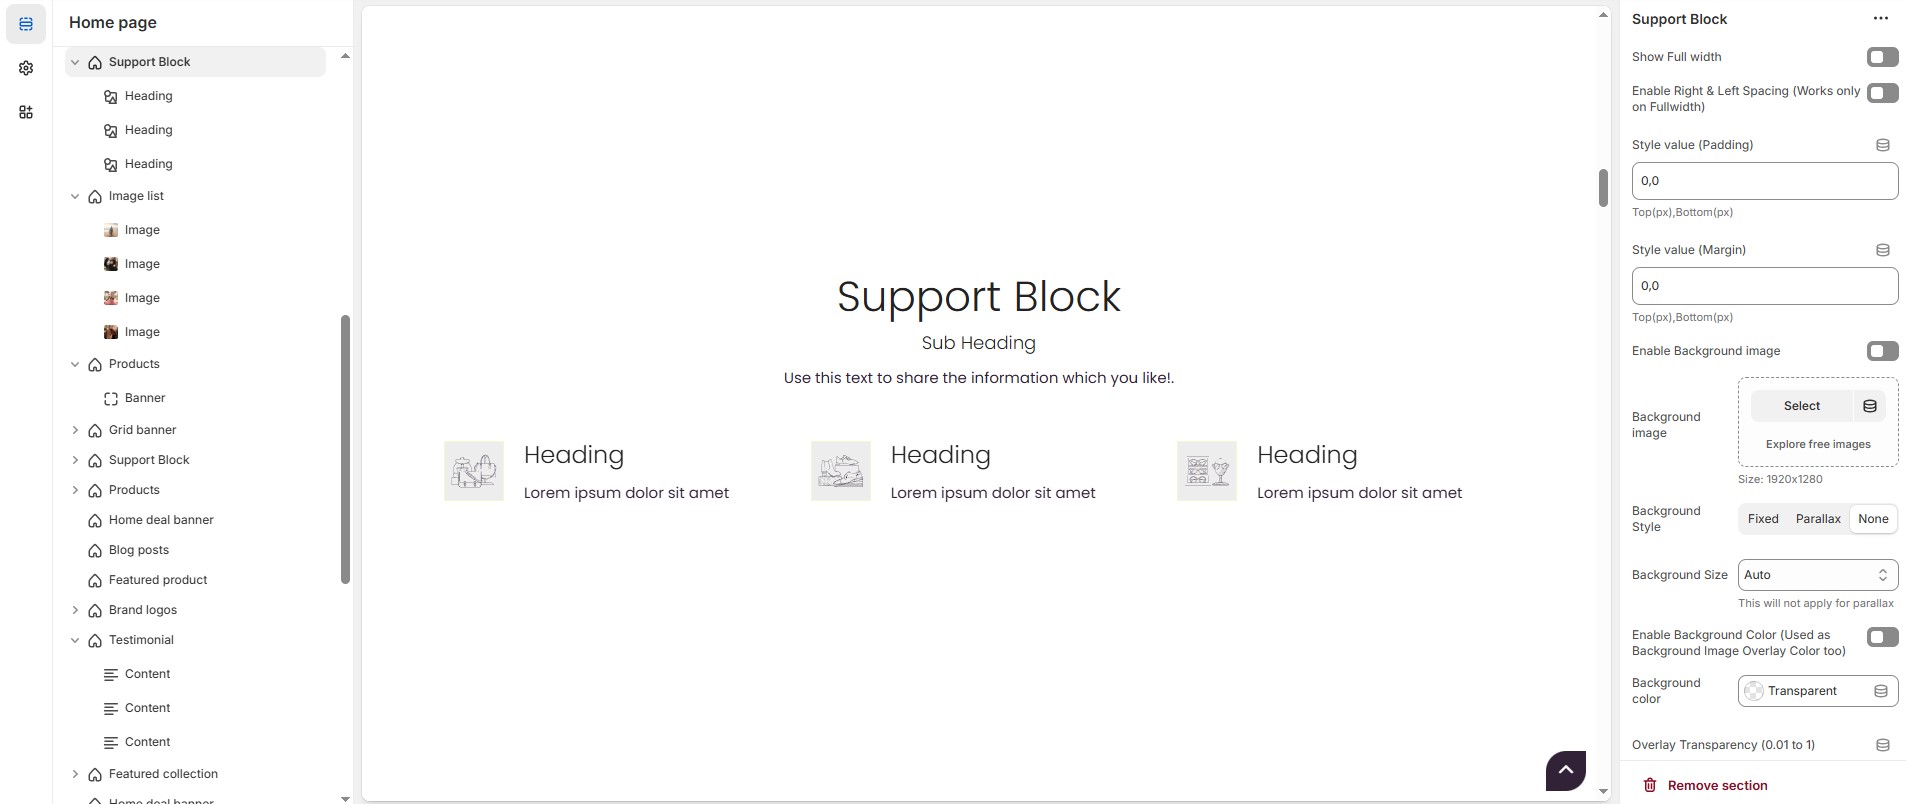 Home page
Support Block
Heading
Heading
Heading
Image list
Image
Image
Image
Image
Products
Banner
Grid banner
Support Block
Products
Home deal banner
Blog posts
Featured product
Brand logos
Testimonial
Content
Content
Content
Featured collection
Home deal banner
Support Block
Sub Heading
Use this text to share the information which you like!.
Heading
Lorem ipsum dolor sit amet
Heading
Lorem ipsum dolor sit amet
Heading
Lorem ipsum dolor sit amet
Support Block
Show Full width
Enable Right & Left Spacing (Works only
on Fullwidth)
Style value (Padding)
0,0
Top(px),Bottom(px)
Style value (Margin)
0,0
Top(px),Bottom(px)
Enable Background image
Background
image
Select
Explore free images
Size: 1920x1280
Background
Style
Fixed Parallax None
Background Size
Auto
This will not apply for parallax
Enable Background Color (Used as
Background Image Overlay Color too)
Background
color
Transparent
Overlay Transparency (0.01 to 1)
Remove section